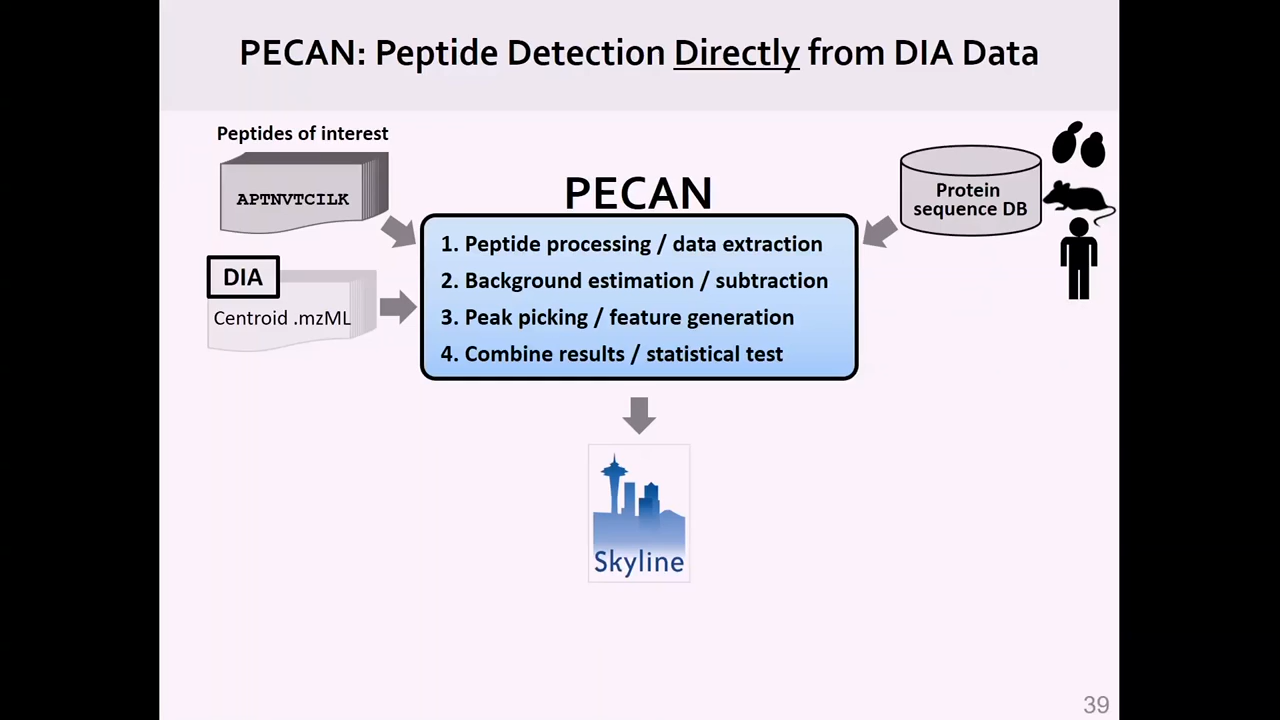 PECAN: Peptide Detection Directly from DIA Data
Peptides of interest
APTNVTCILK
DIA
Centroid .mzML
PECAN
1. Peptide processing / data extraction
2. Background estimation / subtraction
3. Peak picking / feature generation
4. Combine results / statistical test
Protein
sequence DB
Skyline
39